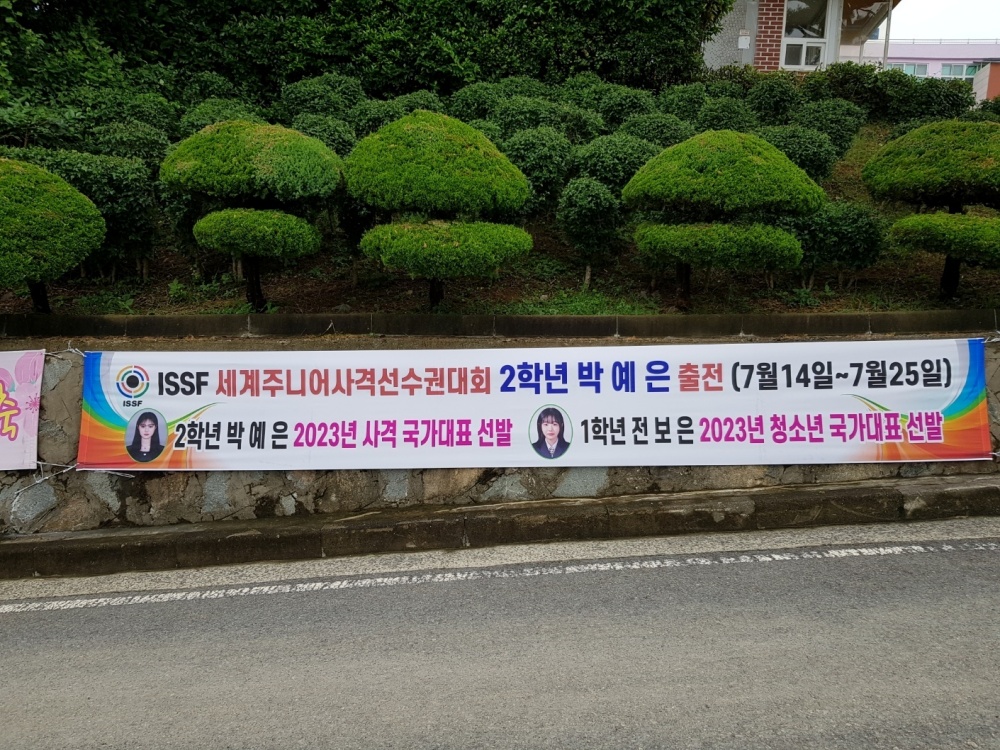 ISSF 세계주니어사격선수권대회 2학년 박 예 은 출전 (7월14일~7월25일)
ISSF
2학년 박 예 은 2023년 사격 국가대표 선발
1학년 전 보 은 2023년 청소년 국가대표 선발
숙